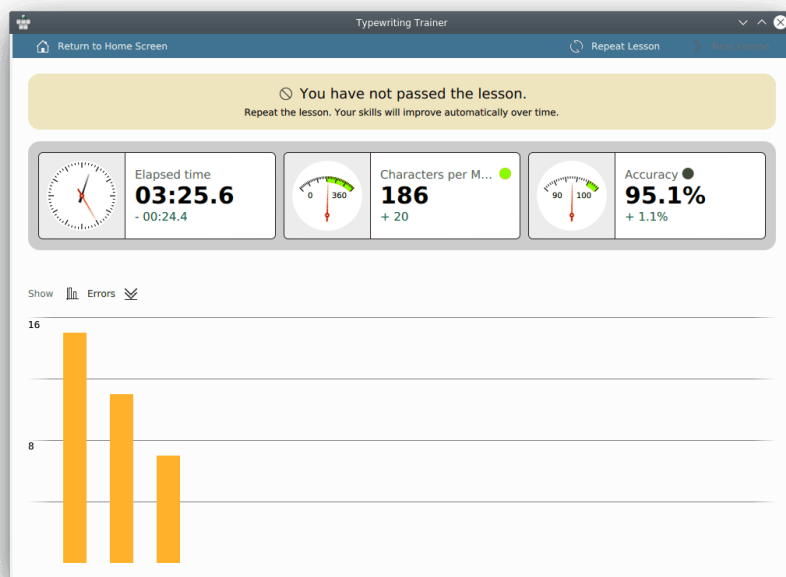 Typewriting Trainer
Return to Home Screen
Repeat Lesson
You have not passed the lesson.
Repeat the lesson. Your skills will improve automatically over time.
Elapsed time
03:25.6
- 00:24.4
0 360
Characters per M...
186
+ 20
90 100
Accuracy
95.1%
+ 1.1%
Show Errors
16
8